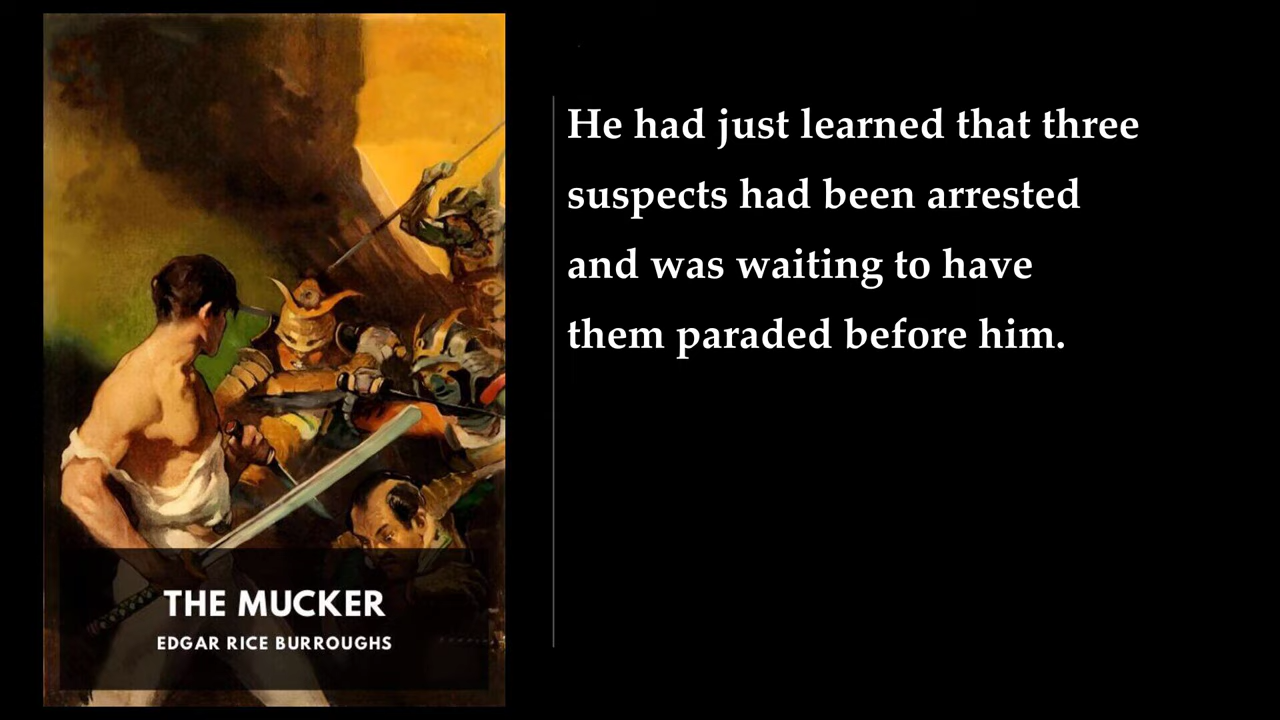 THE MUCKER
EDGAR RICE BURROUGHS
He had just learned that three
suspects had been arrested
and was waiting to have
them paraded before him.